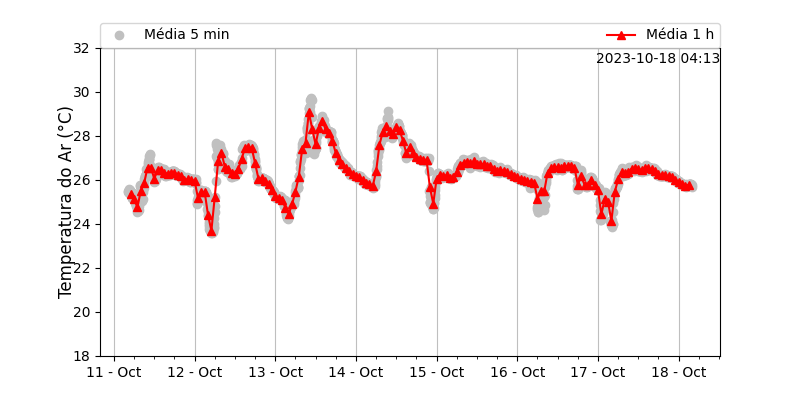 Média 5 min
Média 1 h
2023-10-18 04:13
Temperatura do Ar (°C)
32
30
28
26
24
22
20
18
11 - Oct
12 - Oct
13 - Oct
14 - Oct
15 - Oct
16 - Oct
17 - Oct
18 - Oct